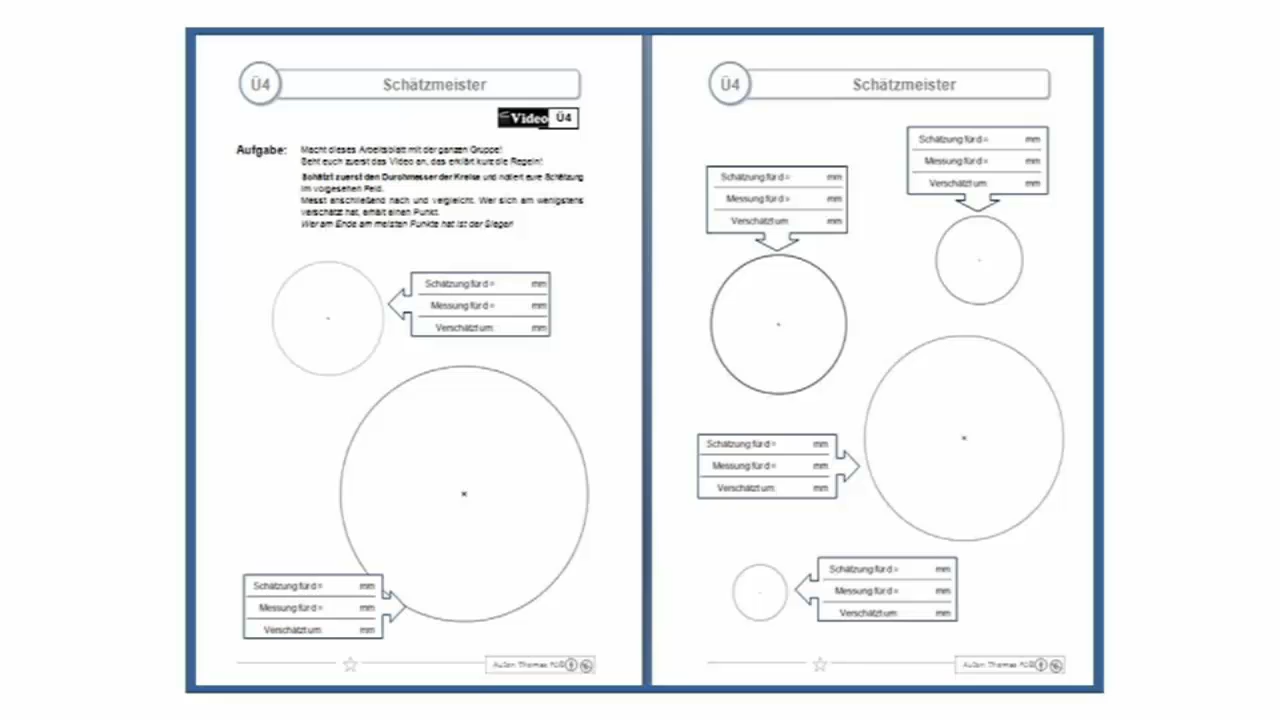 Ü4 Schätzmeister
Video Ü4
Aufgabe: Macht dieses Arbeitsblatt mit der ganzen Gruppe!
Seht euch zuerst das Video an, das erklärt kurz die Regeln!
Schätzt zuerst den Durchmesser der Kreise und notiert eure Schätzung
im vorgesehen Feld.
Messt anschließend nach und vergleicht. Wer sich am wenigsten
verschätzt hat, erhält einen Punkt.
Wer am Ende am meisten Punkte hat ist der Sieger!
Schätzung für d = mm
Messung für d = mm
Verschätzt um: mm
Schätzung für d = mm
Messung für d = mm
Verschätzt um: mm
Autor: Thomas
Ü4 Schätzmeister
Schätzung für d = mm
Messung für d = mm
Verschätzt um: mm
Schätzung für d = mm
Messung für d = mm
Verschätzt um: mm
Schätzung für d = mm
Messung für d = mm
Verschätzt um: mm
Schätzung für d = mm
Messung für d = mm
Verschätzt um: mm
Autor: Thomas